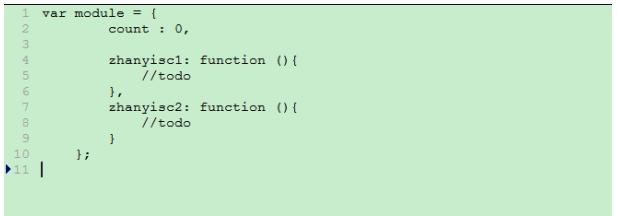 1 var module = {
2 count : 0,
3
4 zhanyisc1: function (){
5 //todo
6 },
7 zhanyisc2: function (){
8 //todo
9 }
10 };
11